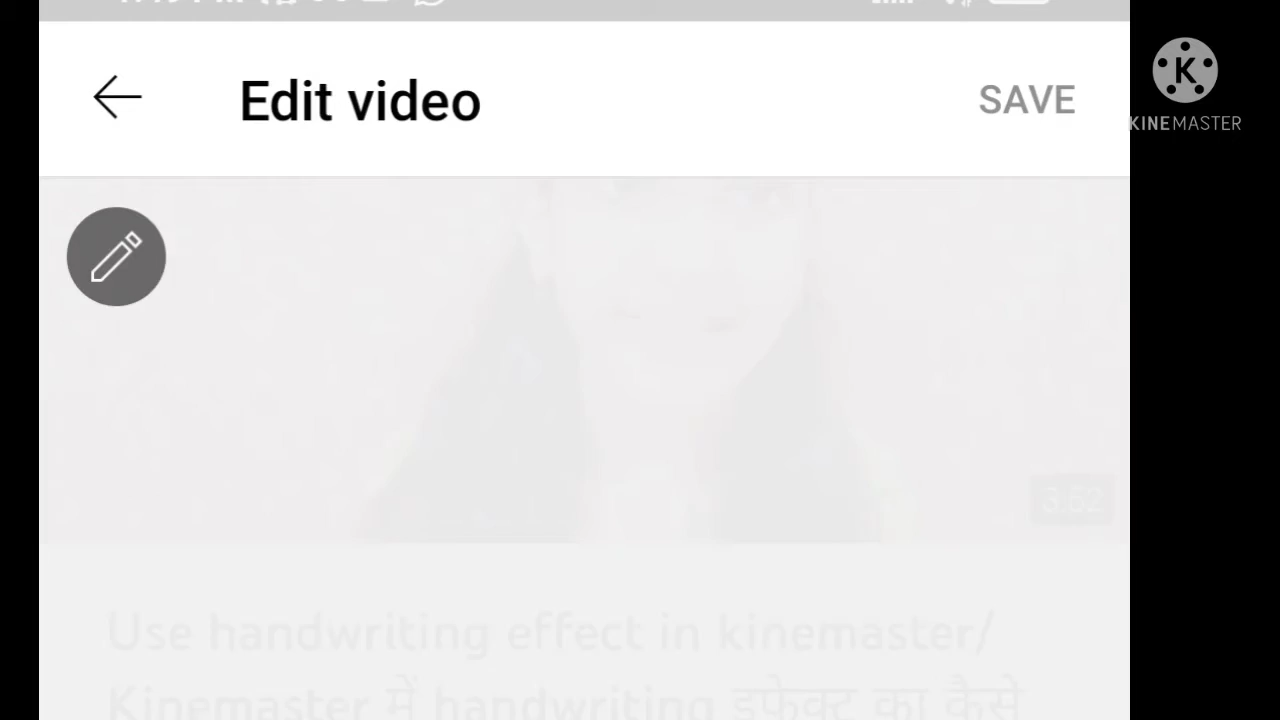 Edit video
SAVE
KINEMASTER
3:52
Use handwriting effect in kinemaster/
Kinemaster में handwriting इफेक्ट का कैसे